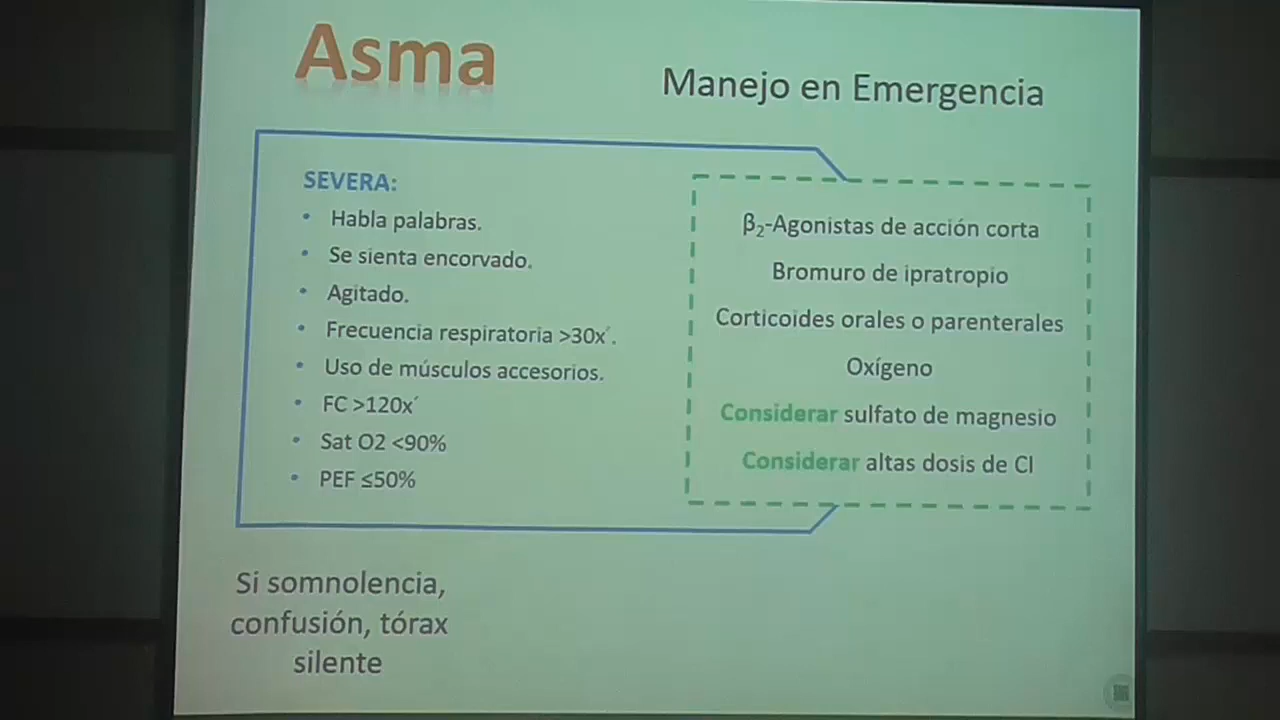 Asma
Manejo en Emergencia
SEVERA:
• Habla palabras.
• Se sienta encorvado.
• Agitado.
• Frecuencia respiratoria >30x´.
• Uso de músculos accesorios.
• FC >120x´
• Sat O2 <90%
• PEF ≤50%
β₂-Agonistas de acción corta
Bromuro de ipratropio
Corticoides orales o parenterales
Oxígeno
Considerar sulfato de magnesio
Considerar altas dosis de CI
Si somnolencia,
confusión, tórax
silente